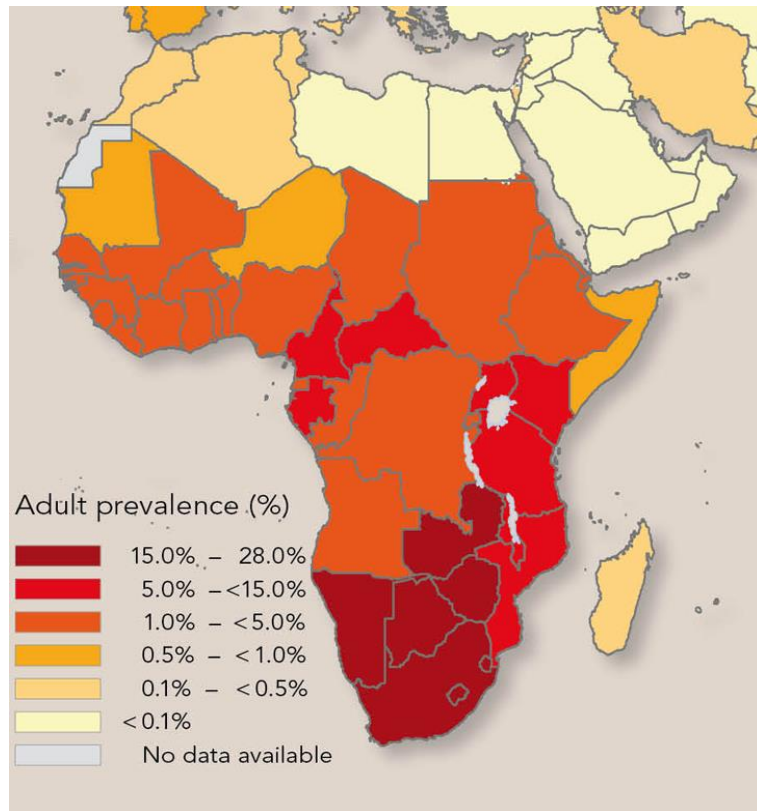 Adult prevalence (%)
15.0% – 28.0%
5.0% –<15.0%
1.0% – <5.0%
0.5% – <1.0%
0.1% – <0.5%
<0.1%
No data available